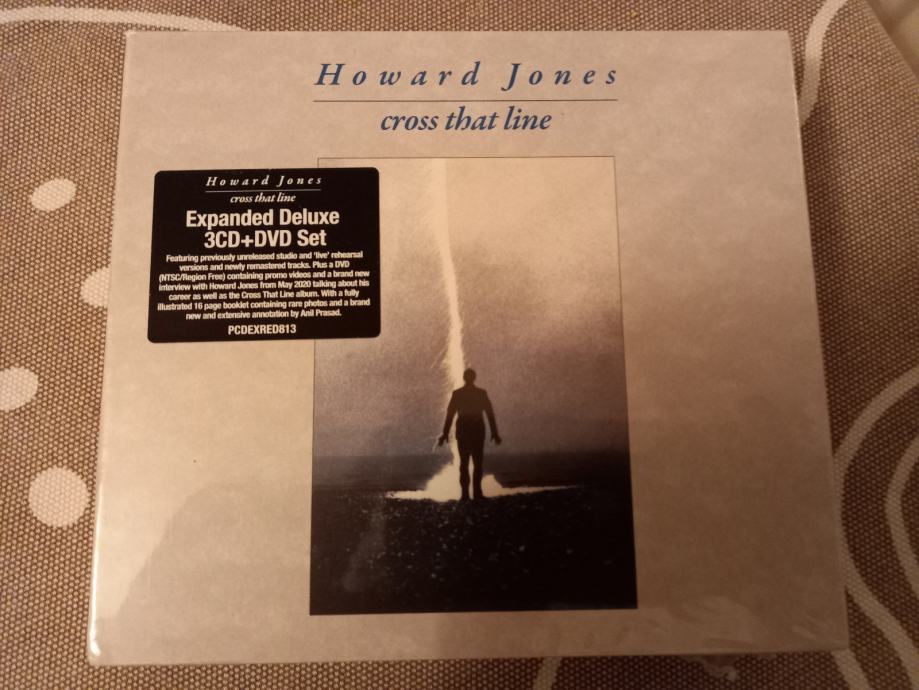 Howard Jones
cross that line
Howard Jones
cross that line
Expanded Deluxe
3CD+DVD Set
Featuring previously unreleased studio and 'live' rehearsal
versions and newly remastered tracks. Plus a DVD
(NTSC/Region Free) containing promo videos and a brand new
interview with Howard Jones from May 2020 talking about his
career as well as the Cross That Line album. With a fully
illustrated 16 page booklet containing rare photos and a brand
new and extensive annotation by Anil Prasad.
PCDEXRED813